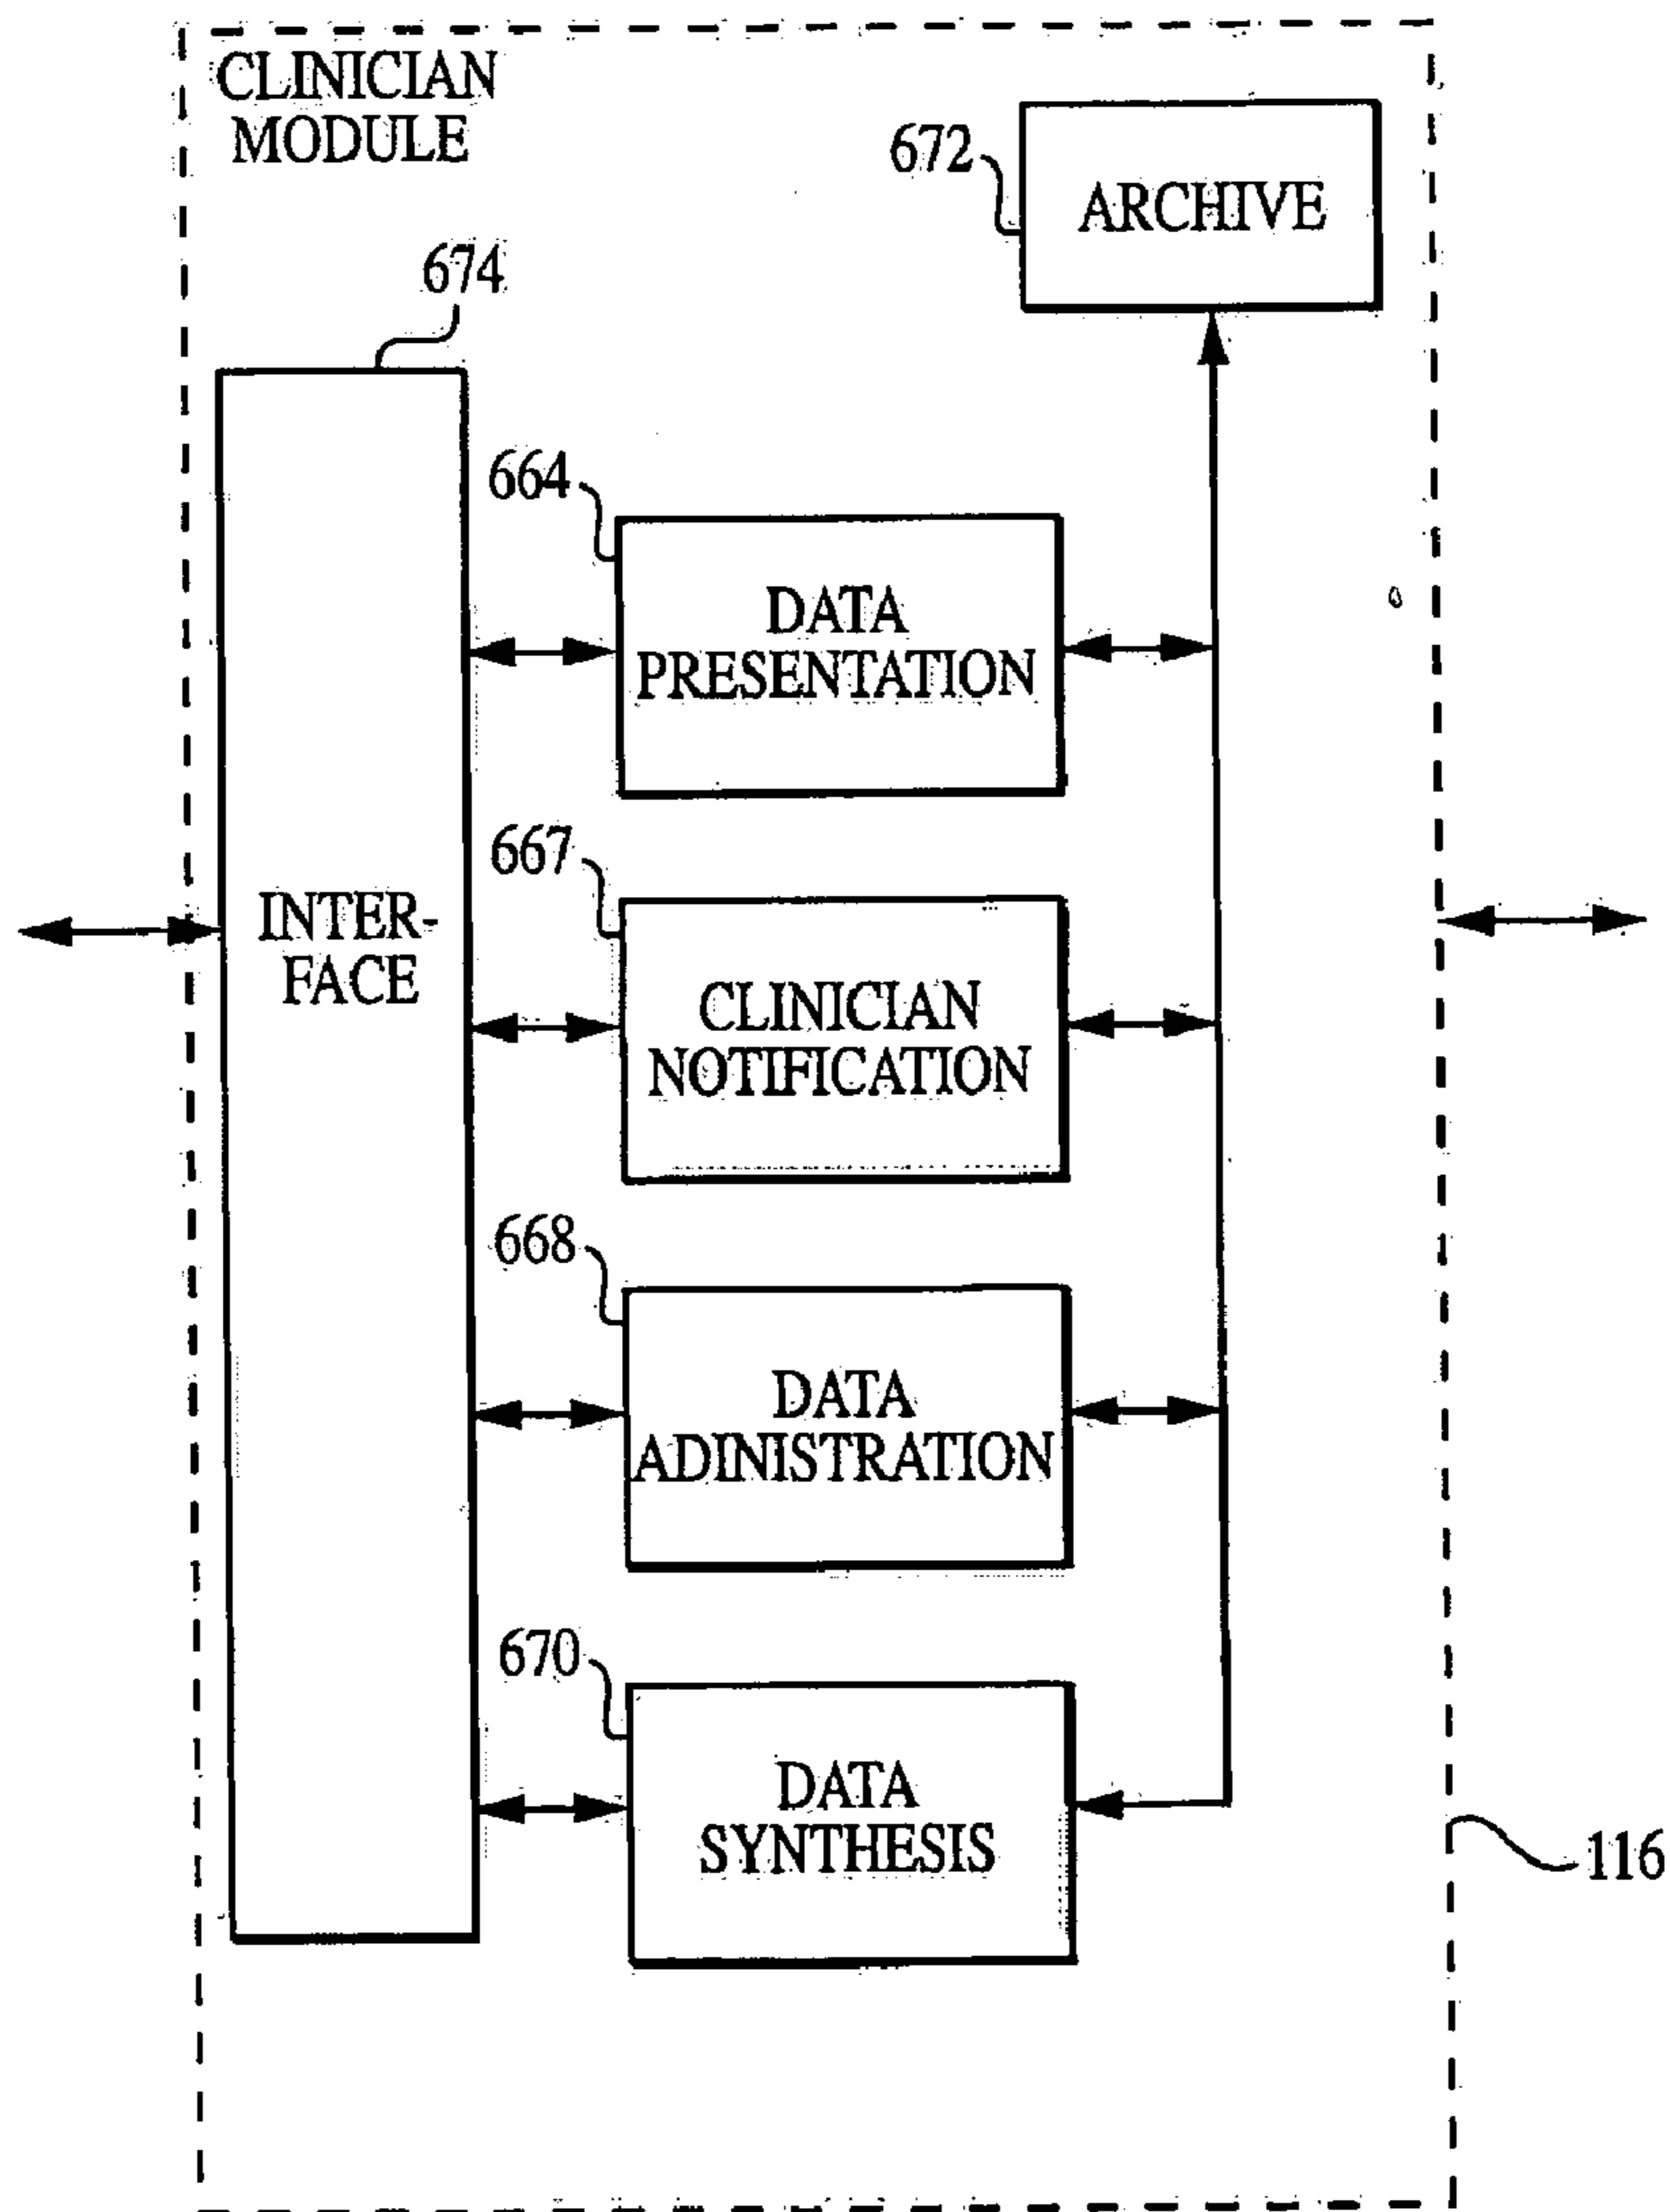 CLINICIAN
MODULE
672
ARCHIVE
674
664
DATA
PRESENTATION
667
INTER-
FACE
CLINICIAN
NOTIFICATION
668
DATA
ADINISTRATION
670
DATA
SYNTHESIS
116